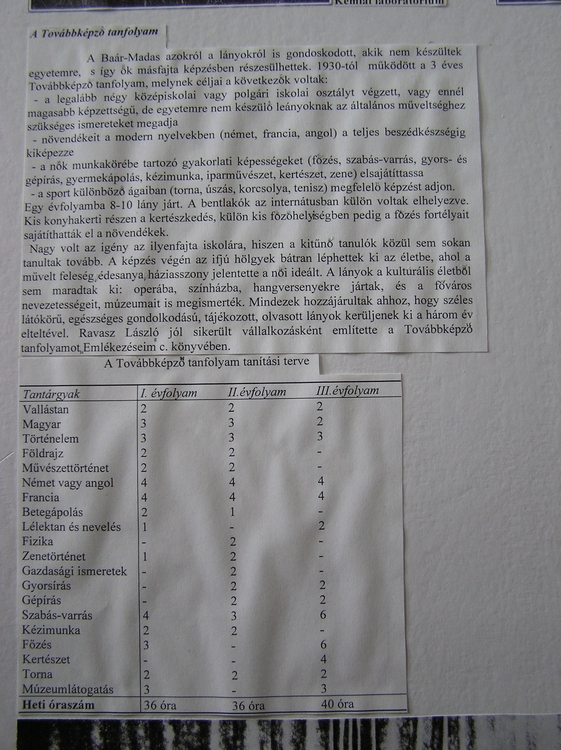 Kémiai laboratórium
A Továbbképző tanfolyam
A Baár-Madas azokról a lányokról is gondoskodott, akik nem készültek
egyetemre, s így ők másfajta képzésben részesülhettek. 1930-tól működött a 3 éves
Továbbképző tanfolyam, melynek céljai a következők voltak:
- a legalább négy középiskolai vagy polgári iskolai osztályt végzett, vagy ennél
magasabb képzettségű, de egyetemre nem készülő leányoknak az általános műveltséghez
szükséges ismereteket megadja
- növendékeit a modern nyelvekben (német, francia, angol) a teljes beszédkészségig
kiképezze
- a nők munkakörébe tartozó gyakorlati képességeket (főzés, szabás-varrás, gyors- és
gépírás, gyermekápolás, kézimunka, iparművészet, kertészet, zene) elsajátíttassa
- a sport különböző ágaiban (torna, úszás, korcsolya, tenisz) megfelelő képzést adjon.
Egy évfolyamba 8-10 lány járt. A bentlakók az internátusban külön voltak elhelyezve.
Kis konyhakerti részen a kertészkedés, külön kis főzőhelyiségben pedig a főzés fortélyait
sajátíthatták el a növendékek.
Nagy volt az igény az ilyenfajta iskolára, hiszen a kitűnő tanulók közül sem sokan
tanultak tovább. A képzés végén az ifjú hölgyek bátran léphettek ki az életbe, ahol a
művelt feleség, édesanya, háziasszony jelentette a női ideált. A lányok a kulturális életből
sem maradtak ki: operába, színházba, hangversenyekre jártak, és a főváros
nevezetességeit, múzeumait is megismerték. Mindezek hozzájárultak ahhoz, hogy széles
látókörű, egészséges gondolkodású, tájékozott, olvasott lányok kerüljenek ki a három év
elteltével. Ravasz László jól sikerült vállalkozásként említette a Továbbképző
tanfolyamot „Emlékezéseim” c. könyvében.
A Továbbképző tanfolyam tanítási terve
Tantárgyak I. évfolyam II.évfolyam III.évfolyam
Vallástan 2 2 2
Magyar 3 3 2
Történelem 3 3 3
Földrajz 2 2 -
Művészettörténet 2 2 -
Német vagy angol 4 4 4
Francia 4 4 4
Betegápolás 2 1 -
Lélektan és nevelés 1 - 2
Fizika - 2 -
Zenetörténet 1 2 -
Gazdasági ismeretek - 2 -
Gyorsírás - 2 2
Gépírás - 2 2
Szabás-varrás 4 3 6
Kézimunka 2 2 -
Főzés 3 - 6
Kertészet - - 4
Torna 2 2 2
Múzeumlátogatás 3 - 3
Heti óraszám 36 óra 36 óra 40 óra